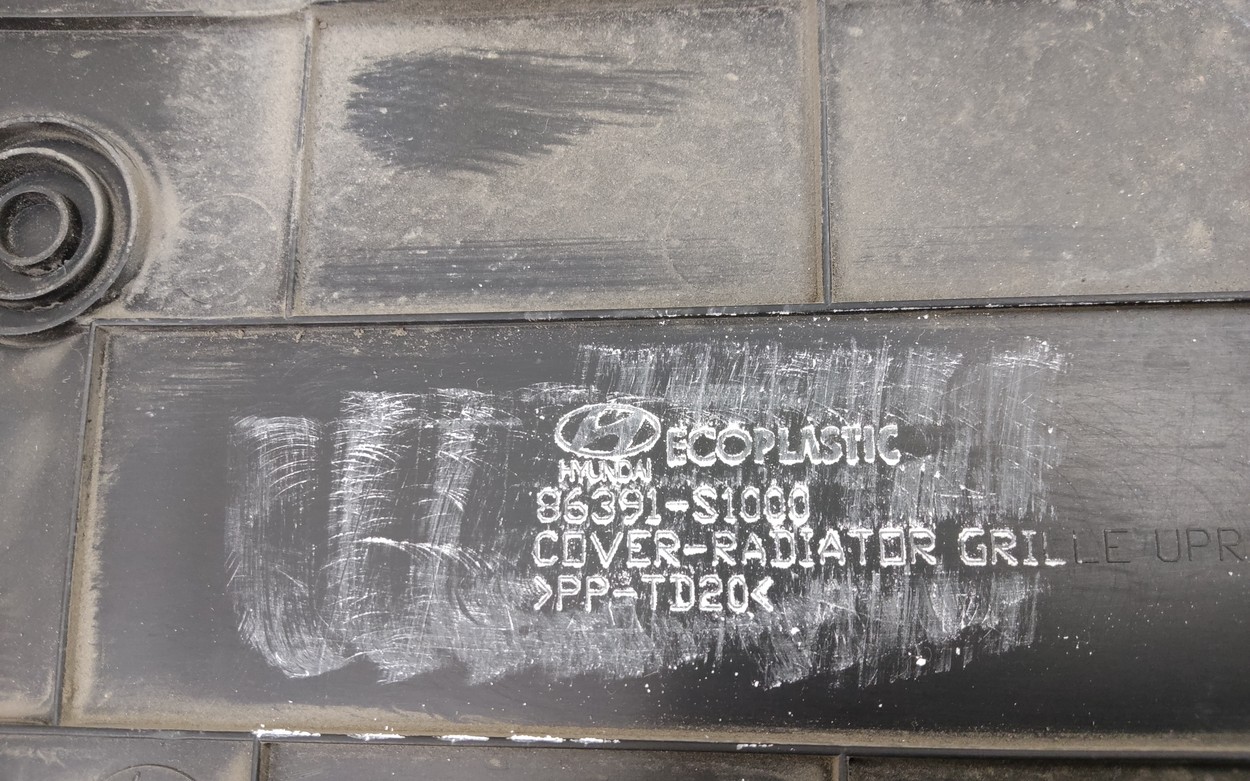 HYUNDAI ECOPLASTIC
86391-S1000
COVER-RADIATOR GRILLE UPR
>PP-TD20<